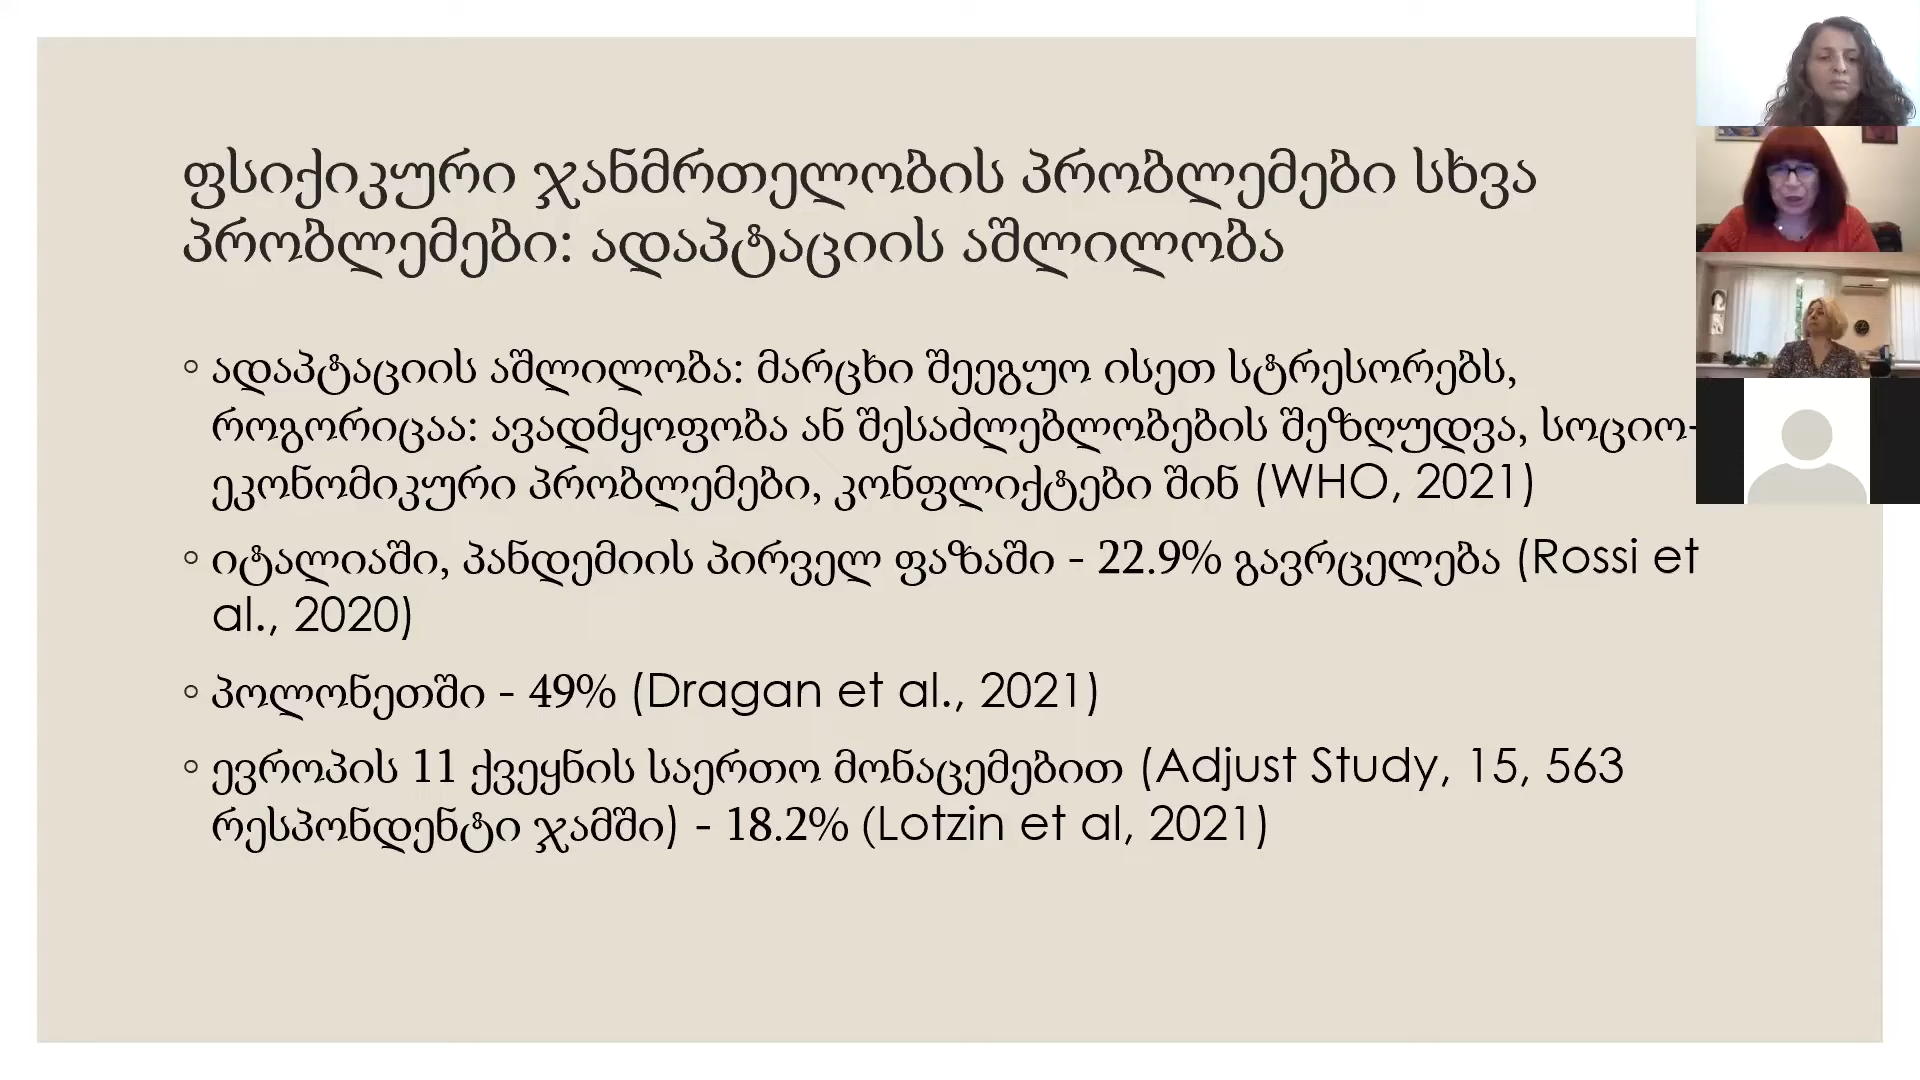 ფსიქიკური ჯანმრთელობის პრობლემები სხვა
პრობლემები: ადაპტაციის აშლილობა
◦ ადაპტაციის აშლილობა: მარცხი შეეგუო ისეთ სტრესორებს,
როგორიცაა: ავადმყოფობა ან შესაძლებლობების შეზღუდვა, სოციო-
ეკონომიკური პრობლემები, კონფლიქტები შინ (WHO, 2021)
◦ იტალიაში, პანდემიის პირველ ფაზაში - 22.9% გავრცელება (Rossi et
al., 2020)
◦ პოლონეთში - 49% (Dragan et al., 2021)
◦ ევროპის 11 ქვეყნის საერთო მონაცემებით (Adjust Study, 15, 563
რესპონდენტი ჯამში) - 18.2% (Lotzin et al, 2021)